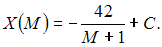 X(M) = −42/(M + 1) + C.